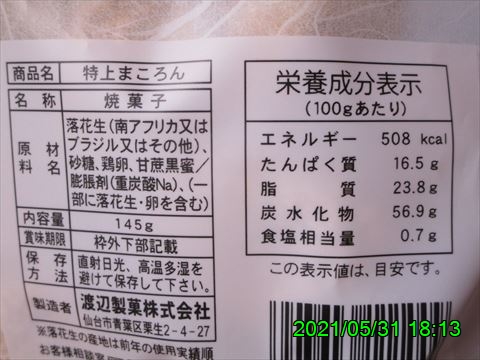 商品名 特上まころん
名称 焼菓子
原材料名 落花生(南アフリカ又は
ブラジル又はその他)、
砂糖、鶏卵、甘蔗黒蜜/
膨脹剤(重炭酸Na)、(一
部に落花生・卵を含む)
内容量 145g
賞味期限 枠外下部記載
保存方法 直射日光、高温多湿を
避けて保存して下さい。
製造者 渡辺製菓株式会社
仙台市青葉区栗生2-4-27
※落花生の産地は前年の使用実績順
お客様相談室
栄養成分表示
(100gあたり)
エネルギー 508 kcal
たんぱく質 16.5 g
脂質 23.8 g
炭水化物 56.9 g
食塩相当量 0.7 g
この表示値は、目安です。
2021/05/31 18:13